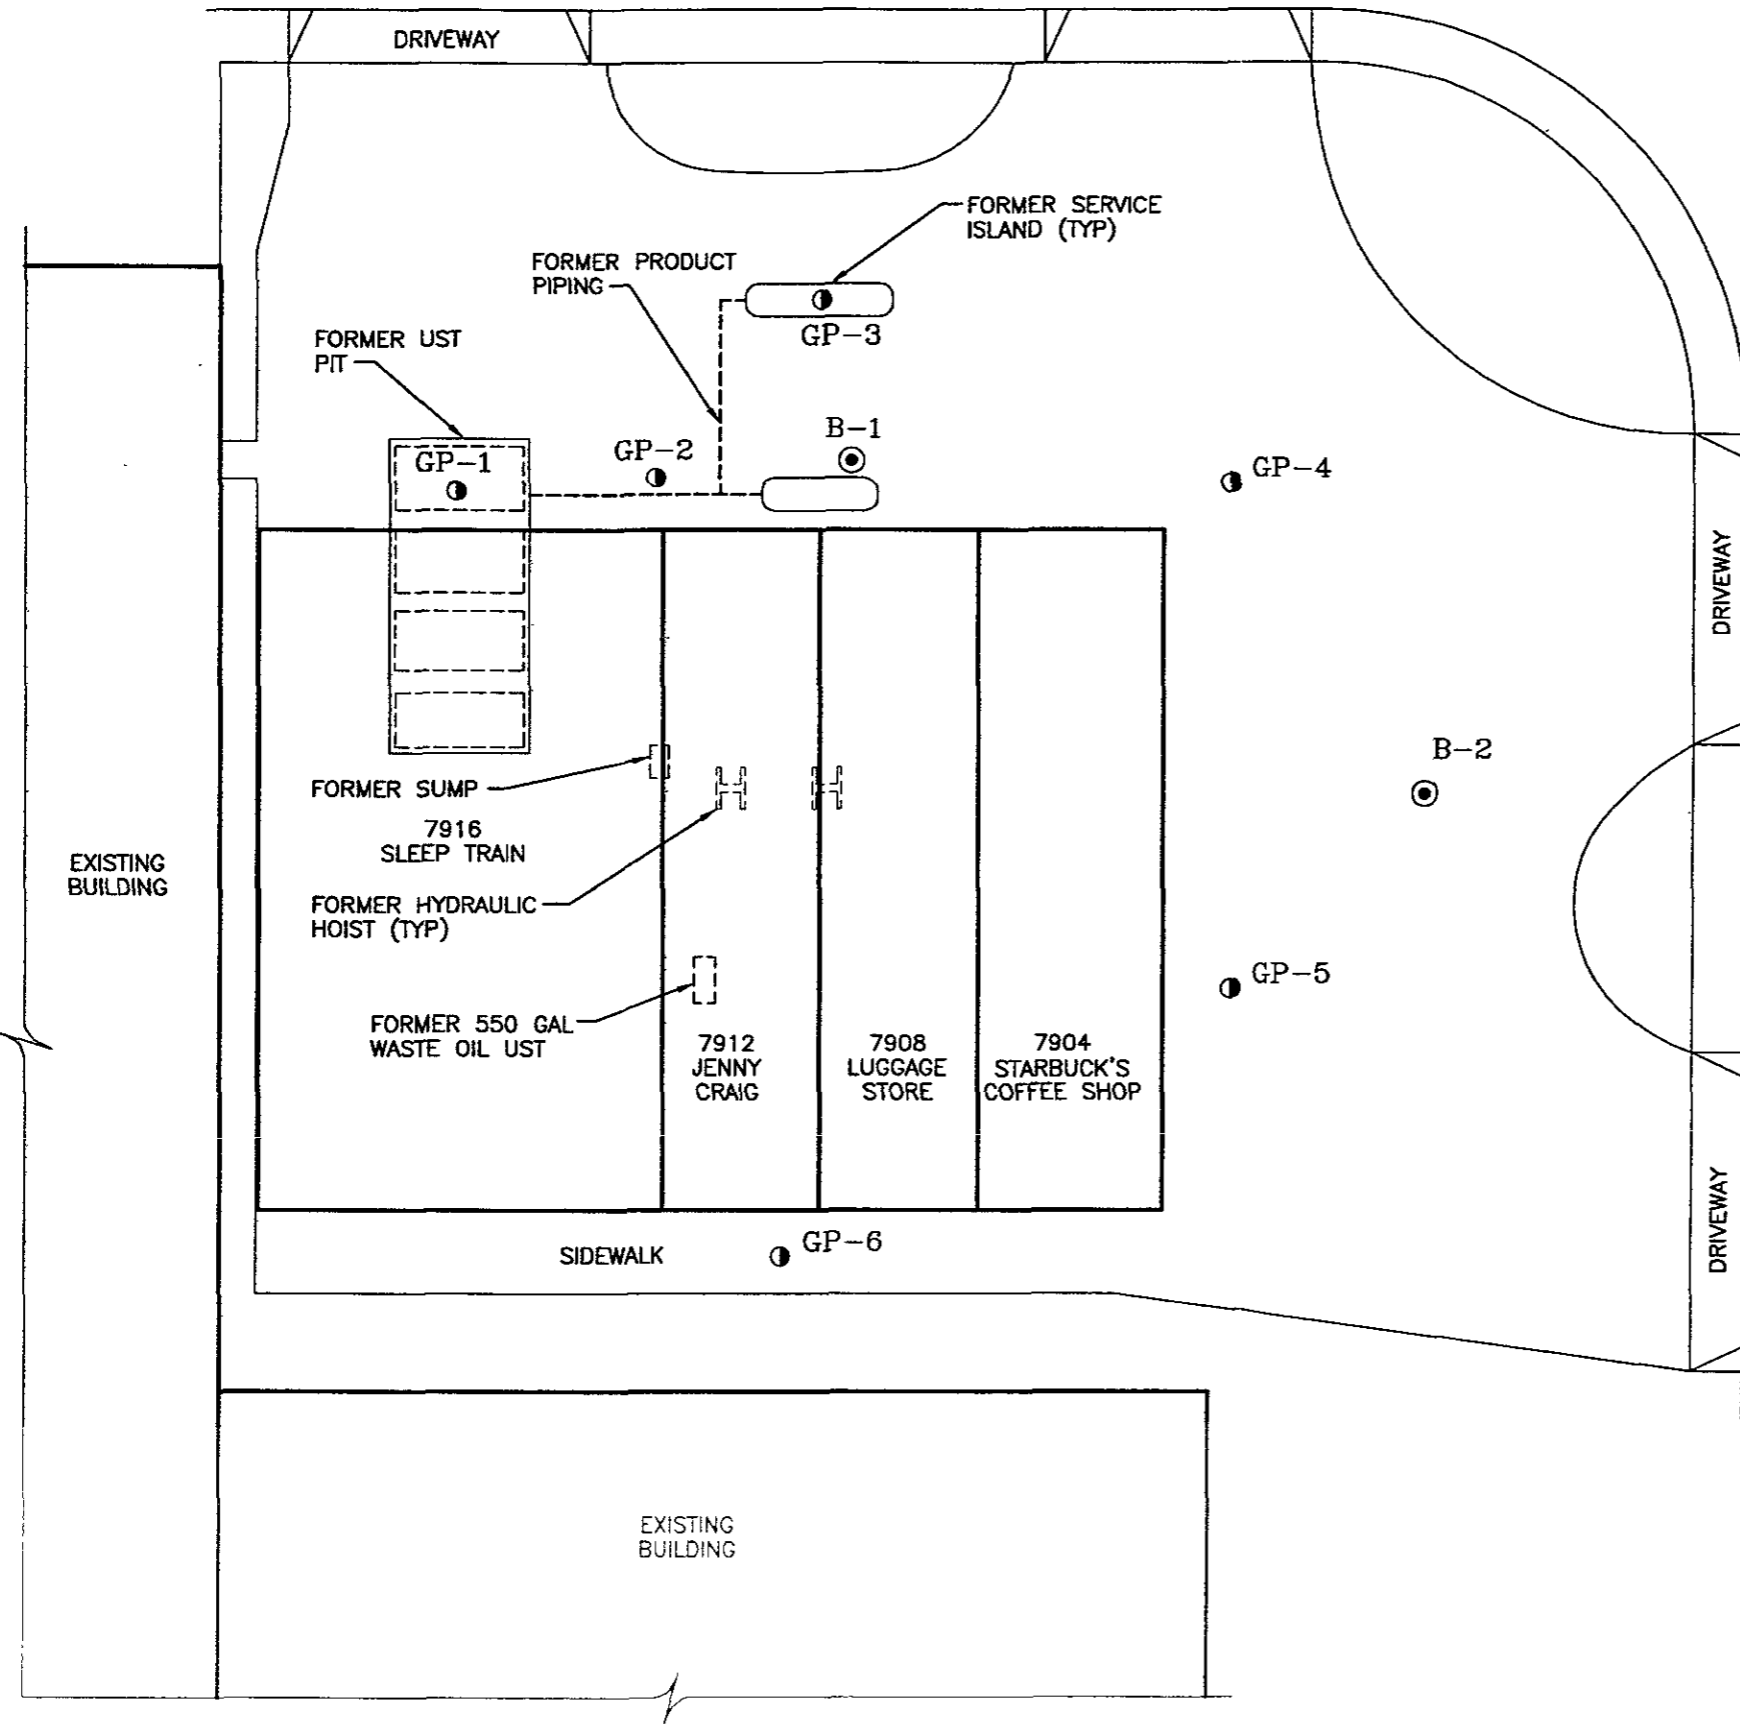 DRIVEWAY
FORMER SERVICE
ISLAND (TYP)
FORMER PRODUCT
PIPING
GP-3
FORMER UST
PIT
B-1
GP-2
GP-1
GP-4
DRIVEWAY
B-2
FORMER SUMP
7916
SLEEP TRAIN
EXISTING
BUILDING
FORMER HYDRAULIC
HOIST (TYP)
GP-5
FORMER 550 GAL
WASTE OIL UST
7912
JENNY
CRAIG
7908
LUGGAGE
STORE
7904
STARBUCK'S
COFFEE SHOP
DRIVEWAY
GP-6
SIDEWALK
EXISTING
BUILDING